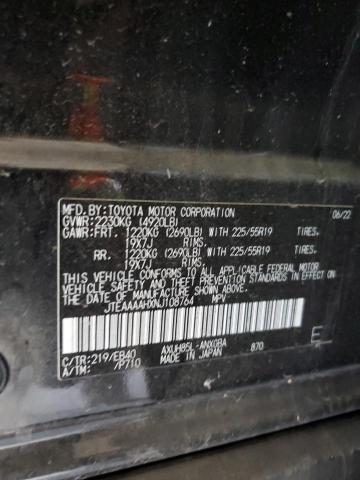 MFD.BY:TOYOTA MOTOR CORPORATION 06/22
GVWR:2230KG (4920LB)
GAWR:FRT. 1220KG (2690LB) WITH 225/55R19 TIRES.
19X7J RIMS.
RR. 1220KG (2690LB) WITH 225/55R19 TIRES.
19X7J RIMS.
THIS VEHICLE CONFORMS TO ALL APPLICABLE FEDERAL MOTOR
VEHICLE SAFETY STANDARDS IN EFFECT ON THE DATE OF
MANUFACTURE SHOWN ABOVE.
JTEAAAAHXNJ108764 MPV
E
C/TR:219/EB40 AXUH85L-ANXGBA 870
A/TM: /P710 MADE IN JAPAN